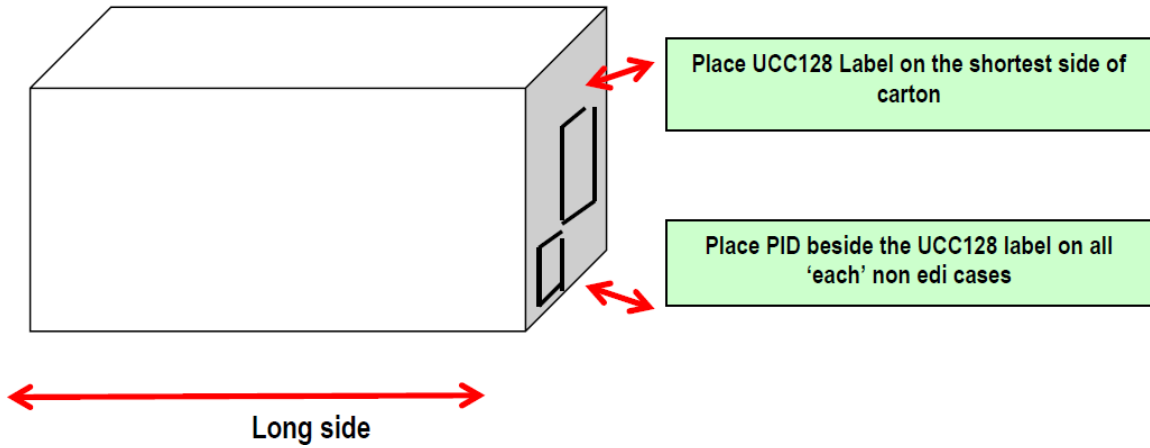 Place UCC128 Label on the shortest side of
carton
Place PID beside the UCC128 label on all
‘each’ non edi cases
Long side